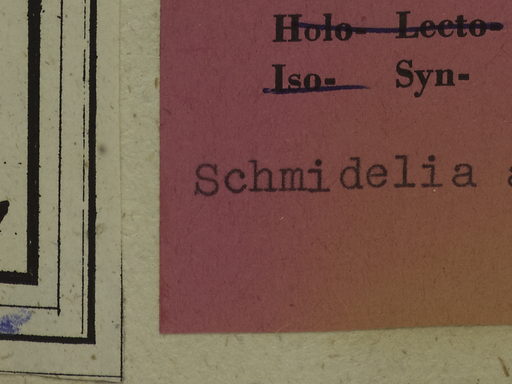 Holo- Lecto-
Iso- Syn-
Schmidelia